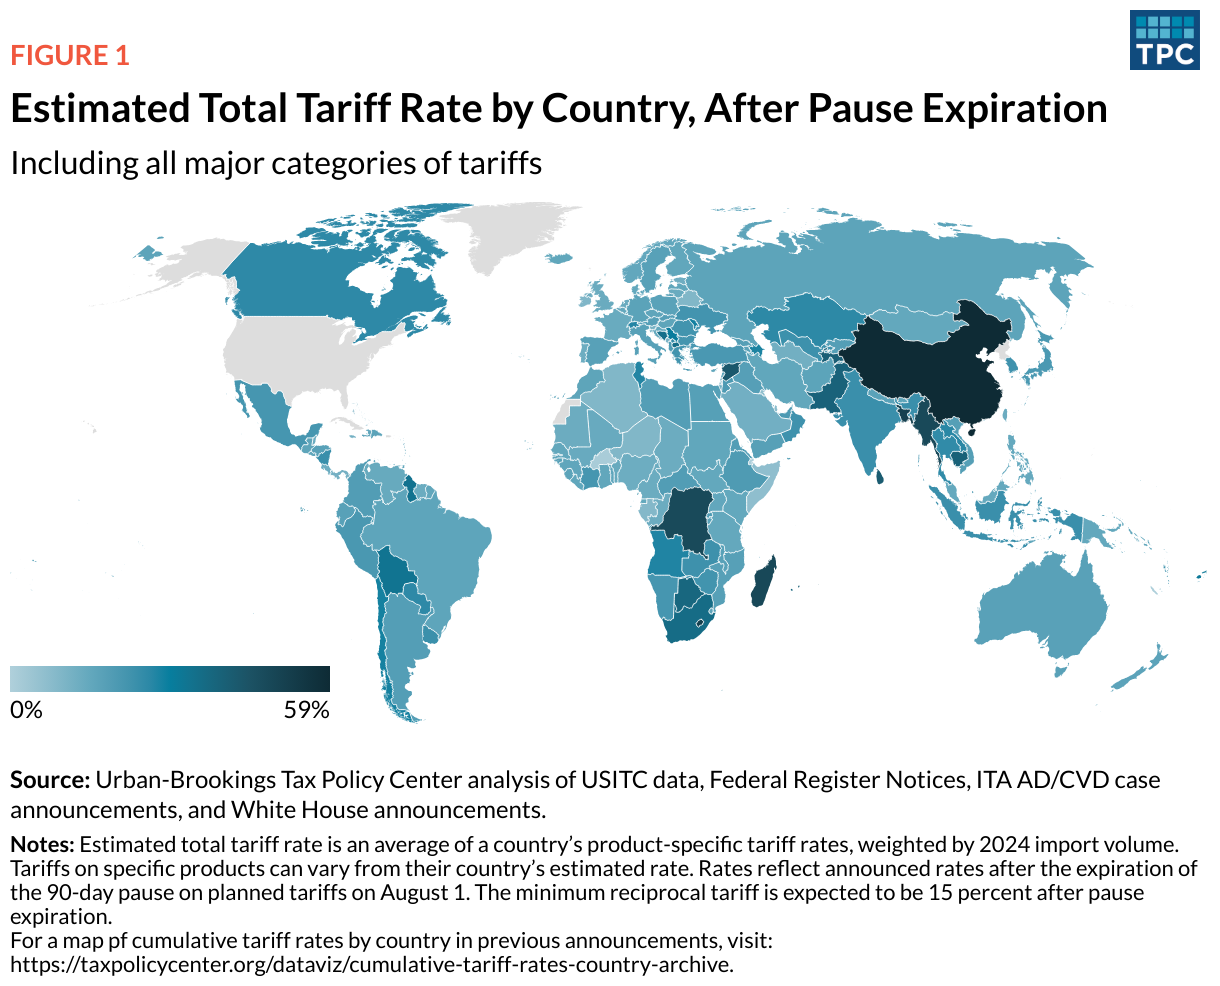 TPC
FIGURE 1
Estimated Total Tariff Rate by Country, After Pause Expiration
Including all major categories of tariffs
0%
59%
Source: Urban-Brookings Tax Policy Center analysis of USITC data, Federal Register Notices, ITA AD/CVD case
announcements, and White House announcements.
Notes: Estimated total tariff rate is an average of a country’s product-specific tariff rates, weighted by 2024 import volume.
Tariffs on specific products can vary from their country’s estimated rate. Rates reflect announced rates after the expiration of
the 90-day pause on planned tariffs on August 1. The minimum reciprocal tariff is expected to be 15 percent after pause
expiration.
For a map pf cumulative tariff rates by country in previous announcements, visit:
https://taxpolicycenter.org/dataviz/cumulative-tariff-rates-country-archive.